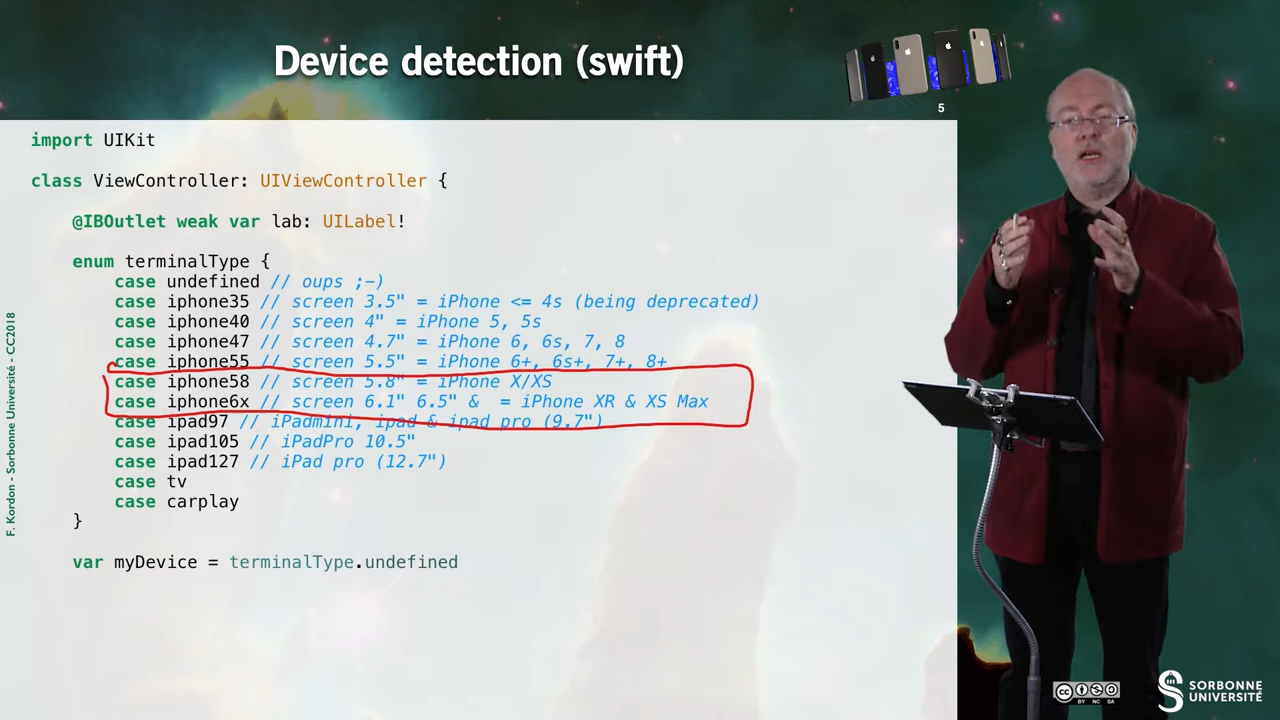 Device detection (swift)
5
import UIKit
class ViewController: UIViewController {
@IBOutlet weak var lab: UILabel!
enum terminalType {
case undefined // oups ;-)
case iphone35 // screen 3.5" = iPhone <= 4s (being deprecated)
case iphone40 // screen 4" = iPhone 5, 5s
case iphone47 // screen 4.7" = iPhone 6, 6s, 7, 8
case iphone55 // screen 5.5" = iPhone 6+, 6s+, 7+, 8+
case iphone58 // screen 5.8" = iPhone X/XS
case iphone6x // screen 6.1" 6.5" &  = iPhone XR & XS Max
case ipad97 // iPadmini, ipad & ipad pro (9.7")
case ipad105 // iPadPro 10.5"
case ipad127 // iPad pro (12.7")
case tv
case carplay
}
var myDevice = terminalType.undefined
F. Kordon - Sorbonne Université - CC2018
cc
BY NC SA
SORBONNE
UNIVERSITÉ